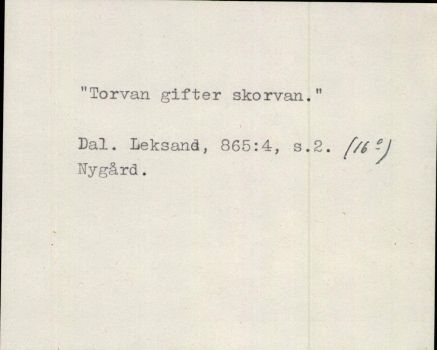 "Torvan gifter skorvan."
Dal. Leksand, 865:4, s.2. (16º)
Nygård.